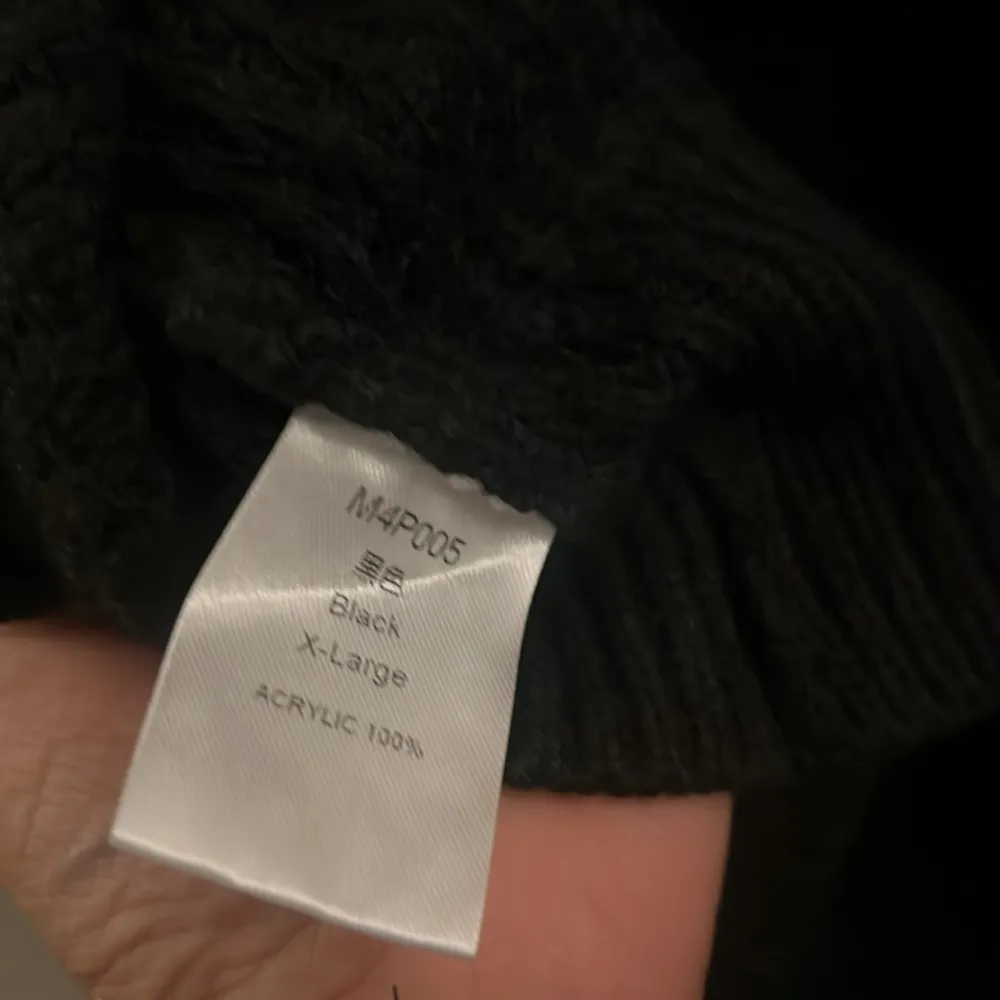 M4P005
黑色
Black
X-Large
ACRYLIC 100%